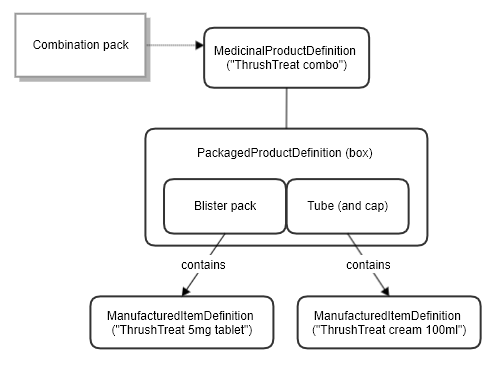 Combination pack
MedicinalProductDefinition
("ThrushTreat combo")
PackagedProductDefinition (box)
Blister pack
Tube (and cap)
contains
contains
ManufacturedItemDefinition
("ThrushTreat 5mg tablet")
ManufacturedItemDefinition
("ThrushTreat cream 100ml")